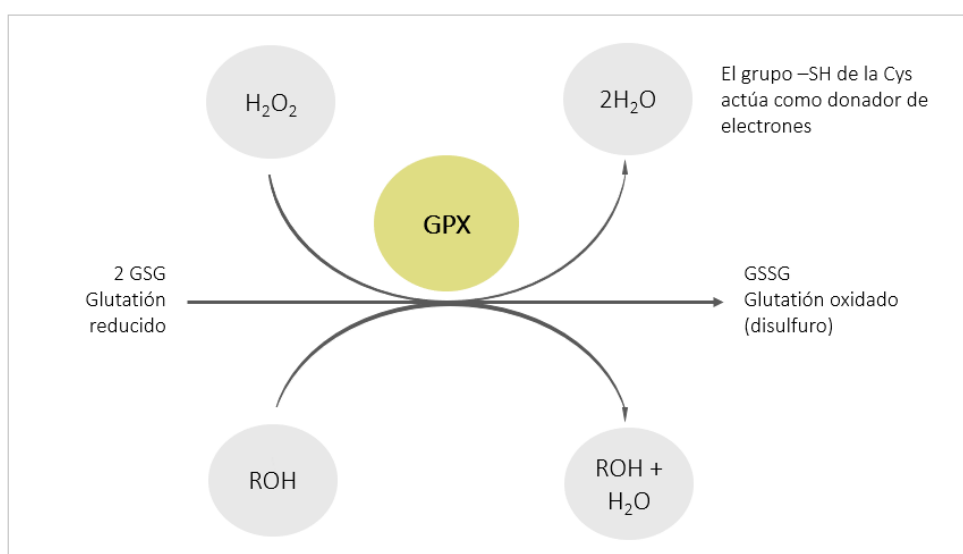 H₂O₂
2H₂O
El grupo –SH de la Cys
actúa como donador de
electrones
GPX
2 GSG
Glutatión
reducido
GSSG
Glutatión oxidado
(disulfuro)
ROH
ROH +
H₂O